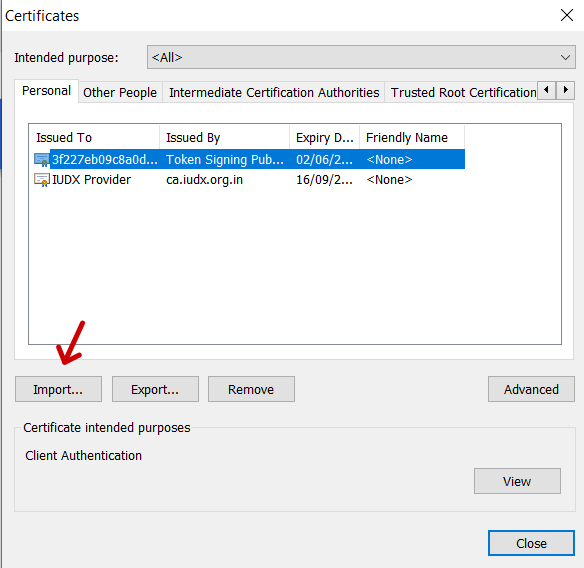 Certificates
Intended purpose:
<All>
Personal
Other People
Intermediate Certification Authorities
Trusted Root Certification
Issued To
Issued By
Expiry D...
Friendly Name
3f227eb09c8a0d... Token Signing Pub... 02/06/2... <None>
IUDX Provider ca.iudx.org.in 16/09/2... <None>
Import...
Export...
Remove
Advanced
Certificate intended purposes
Client Authentication
View
Close